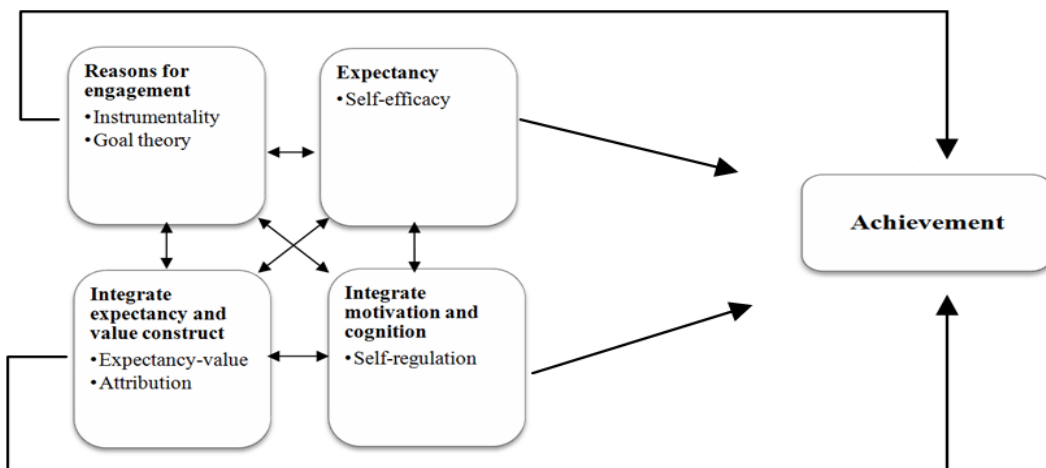 Reasons for
engagement
•Instrumentality
•Goal theory
Expectancy
•Self-efficacy
Integrate
expectancy and
value construct
•Expectancy-value
•Attribution
Integrate
motivation and
cognition
•Self-regulation
Achievement